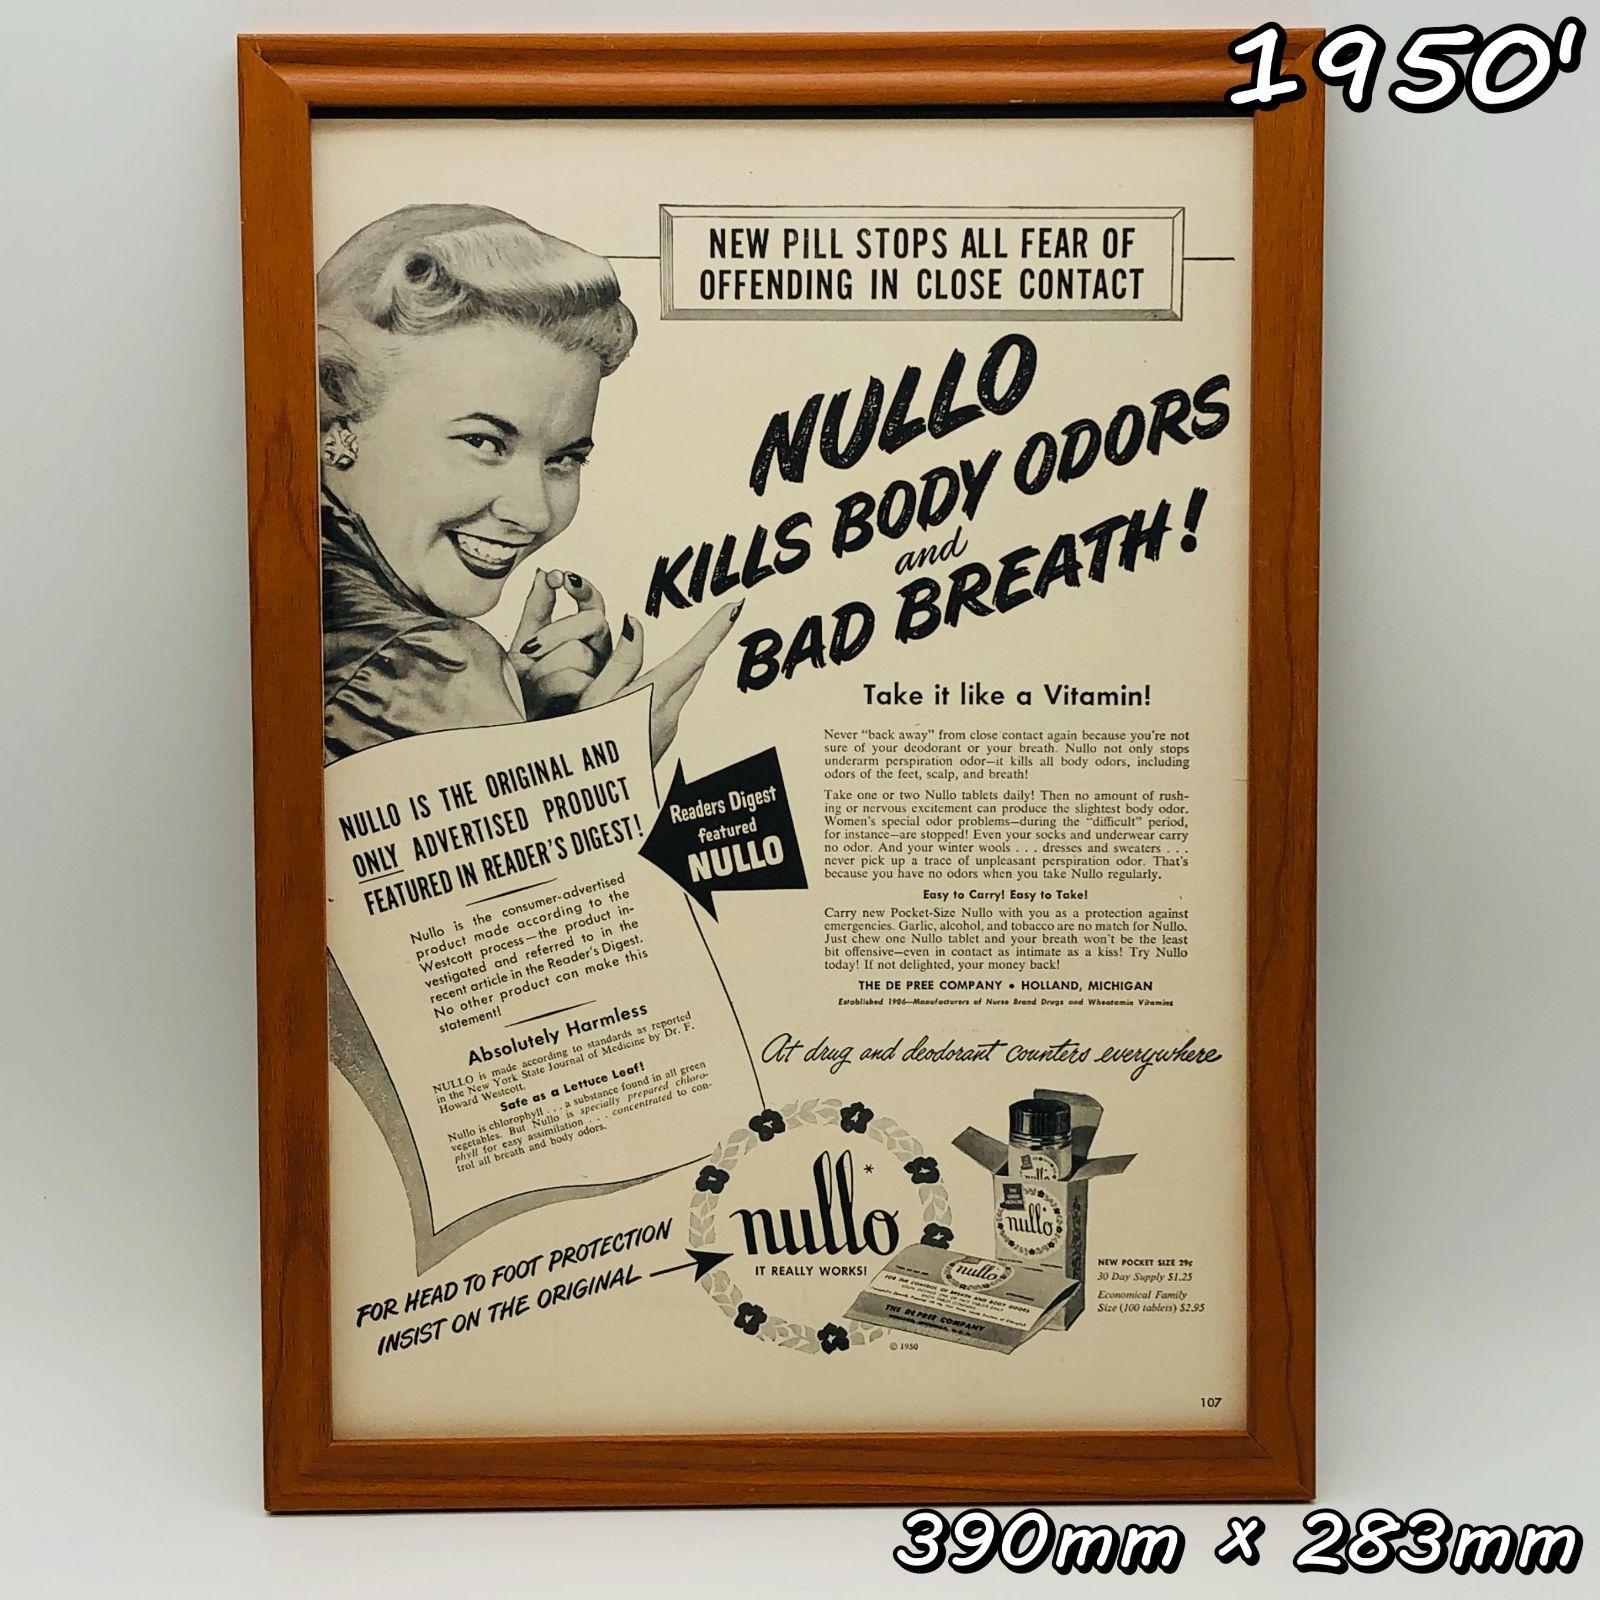 1950'
NEW PILL STOPS ALL FEAR OF
OFFENDING IN CLOSE CONTACT
NULLO
KILLS BODY ODORS
and
BAD BREATH!
Take it like a Vitamin!
Never "back away" from close contact again because you're not
sure of your deodorant or your breath. Nullo not only stops
underarm perspiration odor—it kills all body odors, including
odors of the feet, scalp, and breath!
Take one or two Nullo tablets daily! Then no amount of rush-
ing or nervous excitement can produce the slightest body odor.
Women's special odor problems—during the "difficult" period,
for instance—are stopped! Even your socks and underwear carry
no odor. And your winter wools . . . dresses and sweaters . . .
never pick up a trace of unpleasant perspiration odor. That's
because you have no odors when you take Nullo regularly.
Easy to Carry! Easy to Take!
Carry new Pocket-Size Nullo with you as a protection against
emergencies. Garlic, alcohol, and tobacco are no match for Nullo.
Just chew one Nullo tablet and your breath won't be the least
bit offensive—even in contact as intimate as a kiss! Try Nullo
today! If not delighted, your money back!
THE DE PREE COMPANY • HOLLAND, MICHIGAN
Established 1906—Manufacturers of Nurse Brand Drugs and Wheatamin Vitamins
At drug and deodorant counters everywhere
NULLO IS THE ORIGINAL AND
ONLY ADVERTISED PRODUCT
FEATURED IN READER'S DIGEST!
Readers Digest
featured
NULLO
Nullo is the consumer-advertised
product made according to the
Westcott process—the product in-
vestigated and referred to in the
recent article in the Reader's Digest.
No other product can make this
statement!
Absolutely Harmless
NULLO is made according to standards as reported
in the New York State Journal of Medicine by Dr. F.
Howard Westcott.
Safe as a Lettuce Leaf!
Nullo is chlorophyll . . . a substance found in all green
vegetables. But Nullo is specially prepared chloro-
phyll for easy assimilation . . . concentrated to con-
trol all breath and body odors.
FOR HEAD TO FOOT PROTECTION
INSIST ON THE ORIGINAL
nullo*
IT REALLY WORKS!
nullo
nullo
nullo
FOR THE CONTROL OF BREATH AND BODY ODORS
THE DE PREE COMPANY
HOLLAND, MICHIGAN, U.S.A.
NEW POCKET SIZE 29¢
30 Day Supply $1.25
Economical Family
Size (100 tablets) $2.95
© 1950
107
390mm x 283mm